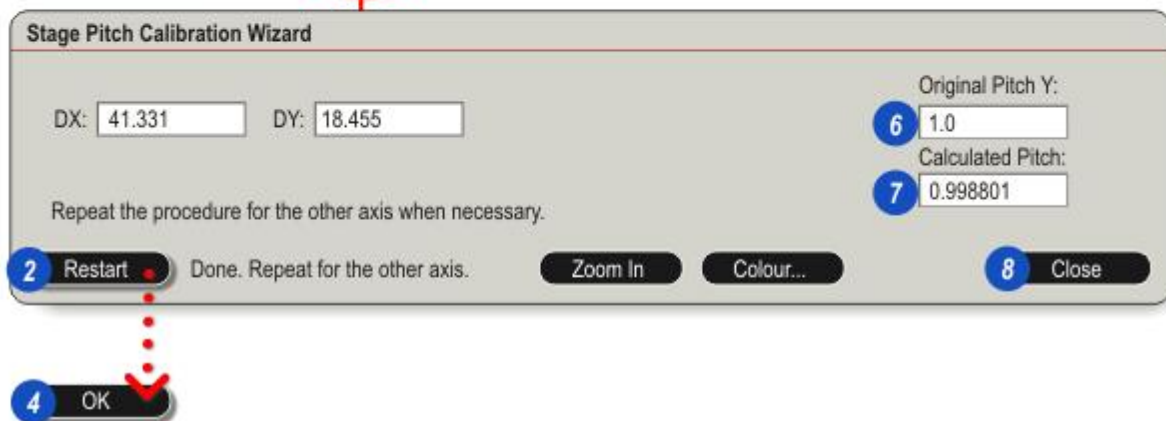 Stage Pitch Calibration Wizard
Original Pitch Y:
DX: 41.331 DY: 18.455
6 1.0
Calculated Pitch:
7 0.998801
Repeat the procedure for the other axis when necessary.
2 Restart Done. Repeat for the other axis. Zoom In Colour... 8 Close
4 OK